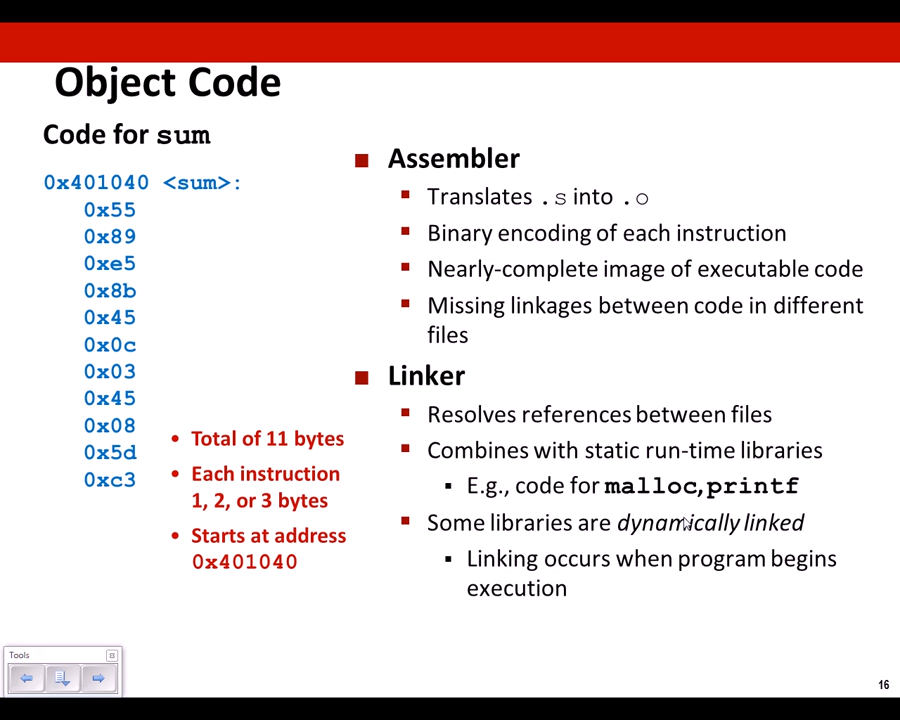 Object Code
Code for sum
0x401040 <sum>:
0x55
0x89
0xe5
0x8b
0x45
0x0c
0x03
0x45
0x08
0x5d
0xc3
• Total of 11 bytes
• Each instruction
1, 2, or 3 bytes
• Starts at address
0x401040
■ Assembler
▪ Translates .s into .o
▪ Binary encoding of each instruction
▪ Nearly-complete image of executable code
▪ Missing linkages between code in different
files
■ Linker
▪ Resolves references between files
▪ Combines with static run-time libraries
▪ E.g., code for malloc,printf
▪ Some libraries are dynamically linked
▪ Linking occurs when program begins
execution
Tools
16